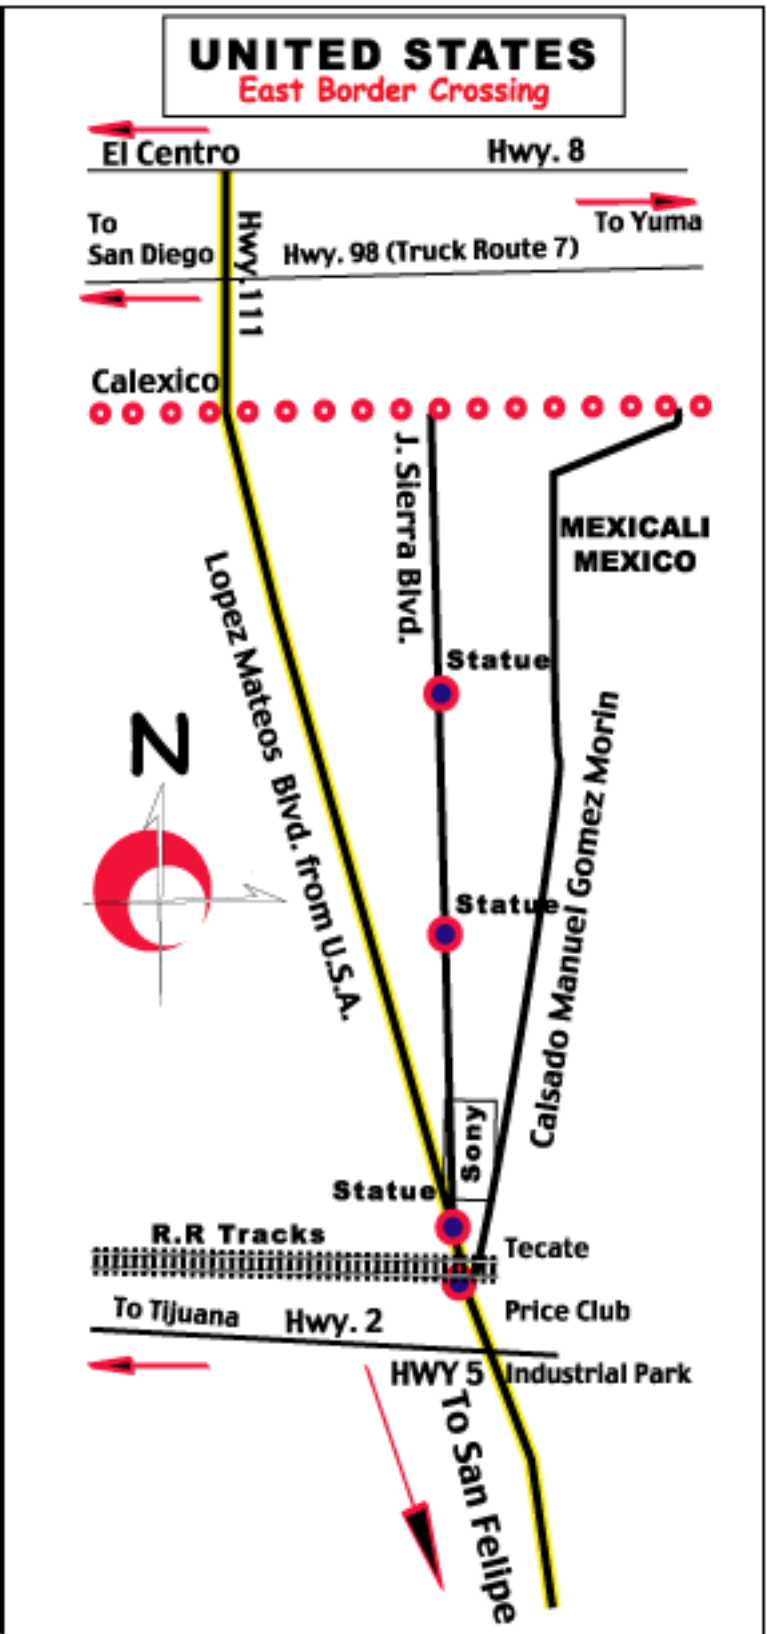 UNITED STATES
East Border Crossing
El Centro
Hwy. 8
To
San Diego
Hwy. 111
To Yuma
Hwy. 98 (Truck Route 7)
Calexico
J. Sierra Blvd.
MEXICALI
MEXICO
Lopez Mateos Blvd. from U.S.A.
Statue
N
Calsado Manuel Gomez Morin
Statue
Sony
Statue
R.R Tracks
Tecate
To Tijuana
Hwy. 2
Price Club
HWY 5
Industrial Park
To San Felipe